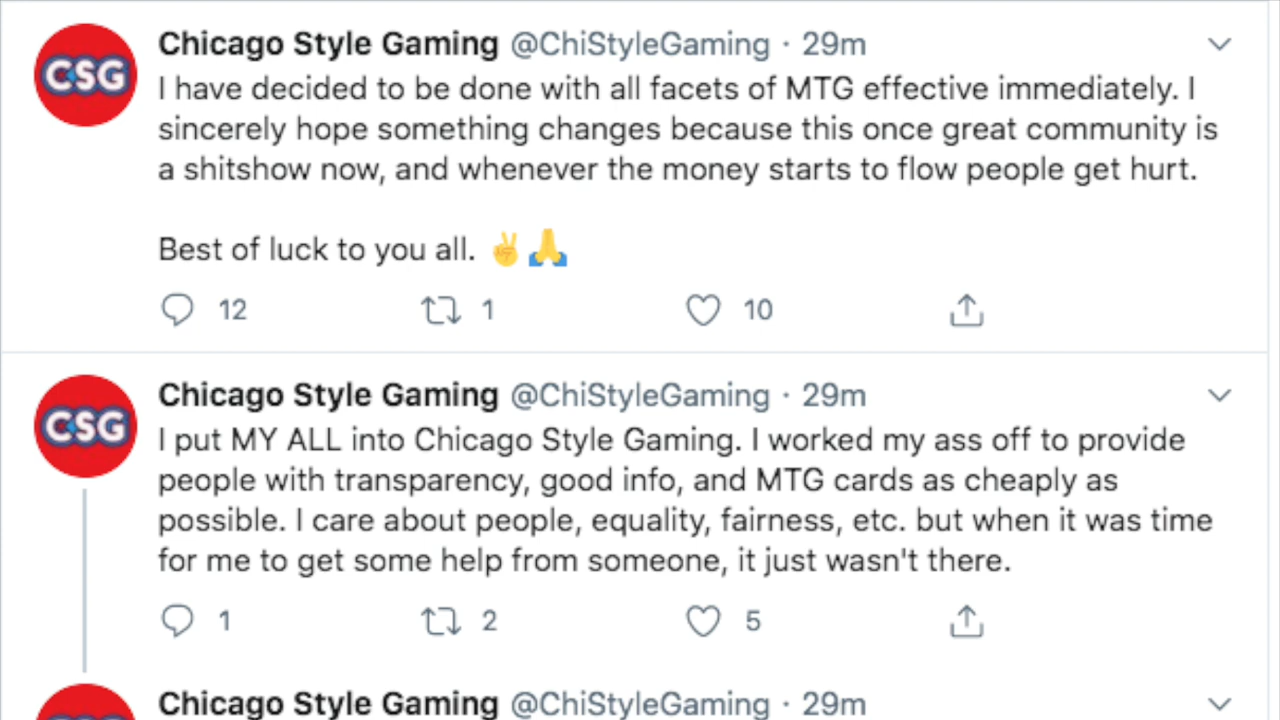 Chicago Style Gaming @ChiStyleGaming · 29m
CSG
I have decided to be done with all facets of MTG effective immediately. I
sincerely hope something changes because this once great community is
a shitshow now, and whenever the money starts to flow people get hurt.
Best of luck to you all. ✌️🙏
12 1 10
Chicago Style Gaming @ChiStyleGaming · 29m
CSG
I put MY ALL into Chicago Style Gaming. I worked my ass off to provide
people with transparency, good info, and MTG cards as cheaply as
possible. I care about people, equality, fairness, etc. but when it was time
for me to get some help from someone, it just wasn't there.
1 2 5
Chicago Style Gaming @ChiStyleGaming · 29m